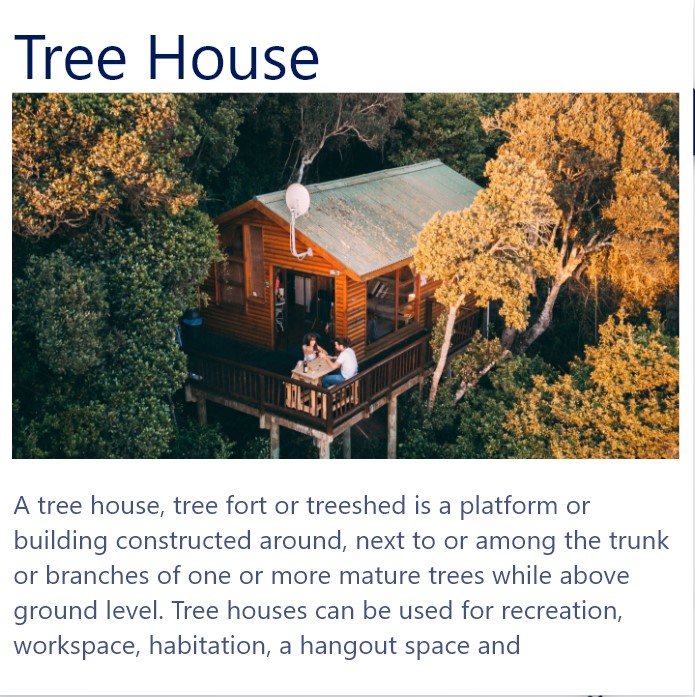 Tree House
A tree house, tree fort or treeshed is a platform or
building constructed around, next to or among the trunk
or branches of one or more mature trees while above
ground level. Tree houses can be used for recreation,
workspace, habitation, a hangout space and